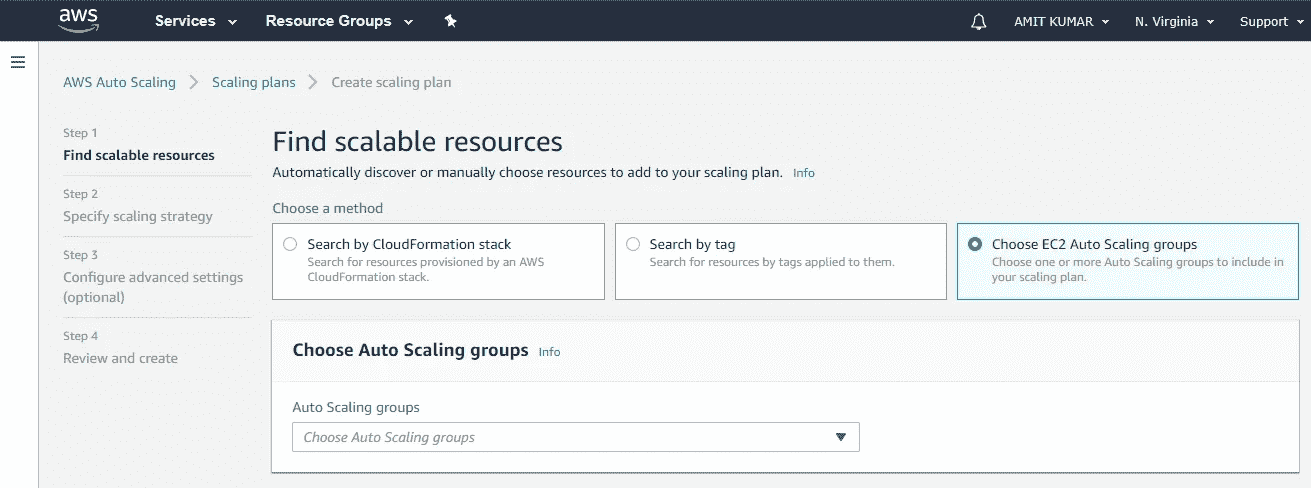 aws Services Resource Groups AMIT KUMAR N. Virginia Support
AWS Auto Scaling Scaling plans Create scaling plan
Step 1
Find scalable resources
Step 2
Specify scaling strategy
Step 3
Configure advanced settings
(optional)
Step 4
Review and create
Find scalable resources
Automatically discover or manually choose resources to add to your scaling plan. Info
Choose a method
Search by CloudFormation stack
Search for resources provisioned by an AWS
CloudFormation stack.
Search by tag
Search for resources by tags applied to them.
Choose EC2 Auto Scaling groups
Choose one or more Auto Scaling groups to include in
your scaling plan.
Choose Auto Scaling groups Info
Auto Scaling groups
Choose Auto Scaling groups